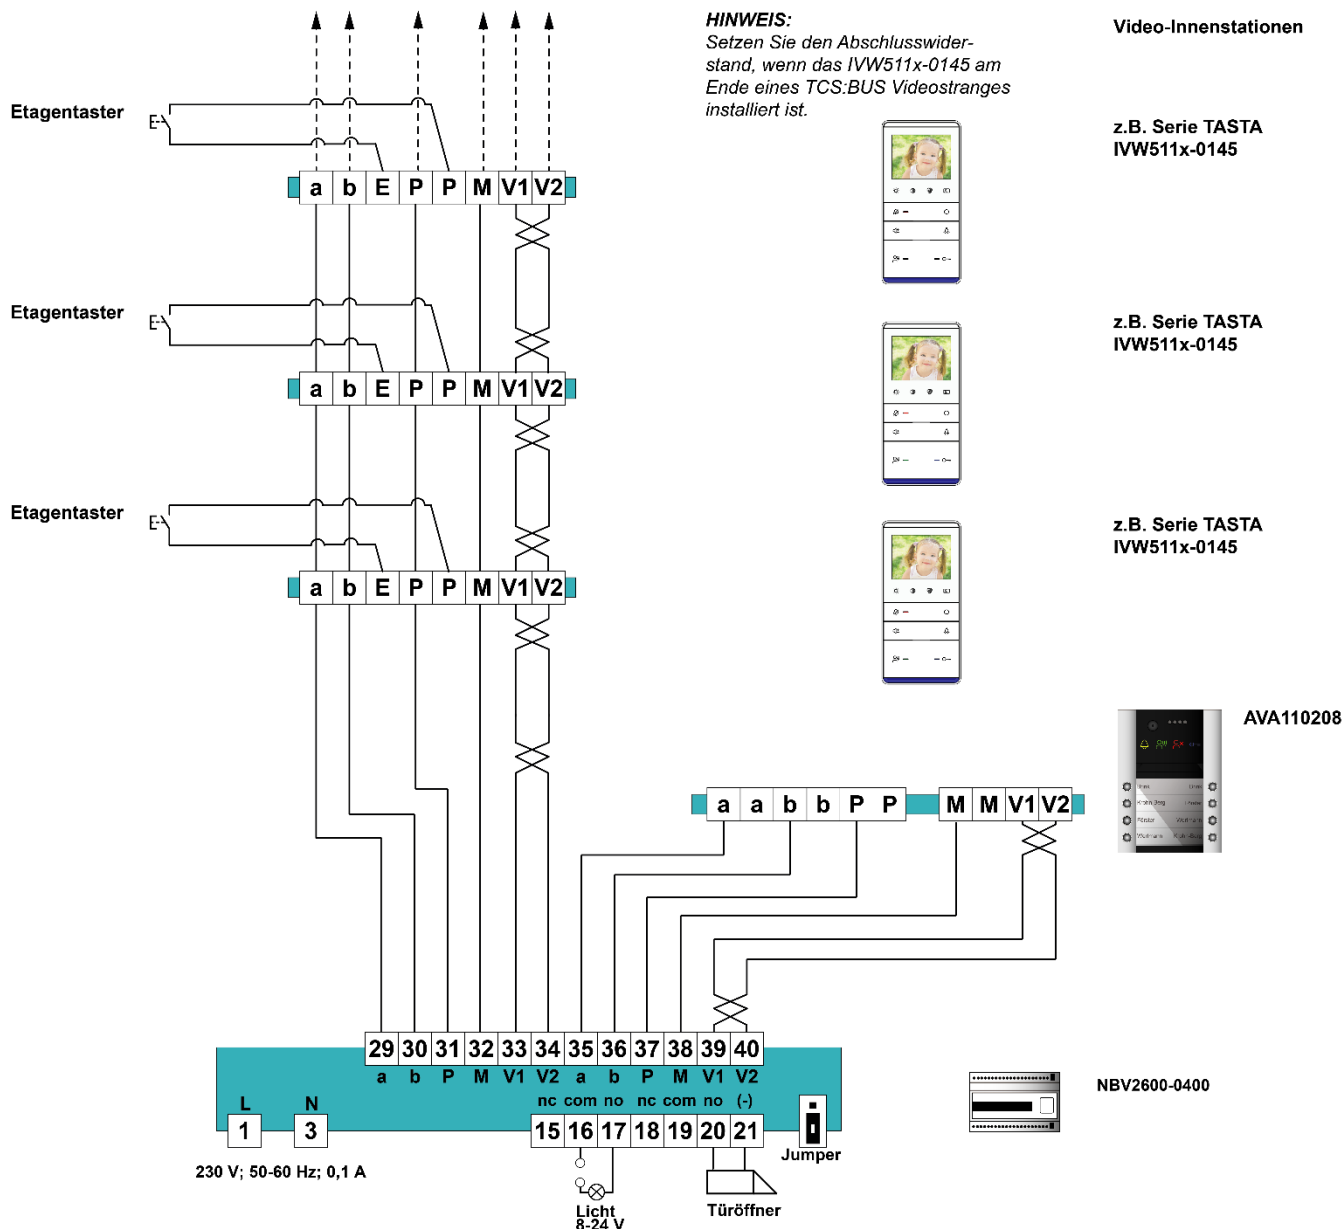 HINWEIS:
Setzen Sie den Abschlusswider-
stand, wenn das IVW511x-0145 am
Ende eines TCS:BUS Videostranges
installiert ist.
Video-Innenstationen
Etagentaster
z.B. Serie TASTA
IVW511x-0145
a b E P P M V1 V2
Etagentaster
z.B. Serie TASTA
IVW511x-0145
a b E P P M V1 V2
Etagentaster
z.B. Serie TASTA
IVW511x-0145
a b E P P M V1 V2
AVA110208
a a b b P P M M V1 V2
29 30 31 32 33 34 35 36 37 38 39 40
a b P M V1 V2 a b P M V1 V2
nc com no nc com no (-)
L N
1 3 15 16 17 18 19 20 21
NBV2600-0400
Jumper
230 V; 50-60 Hz; 0,1 A
Licht
8-24 V
Türöffner